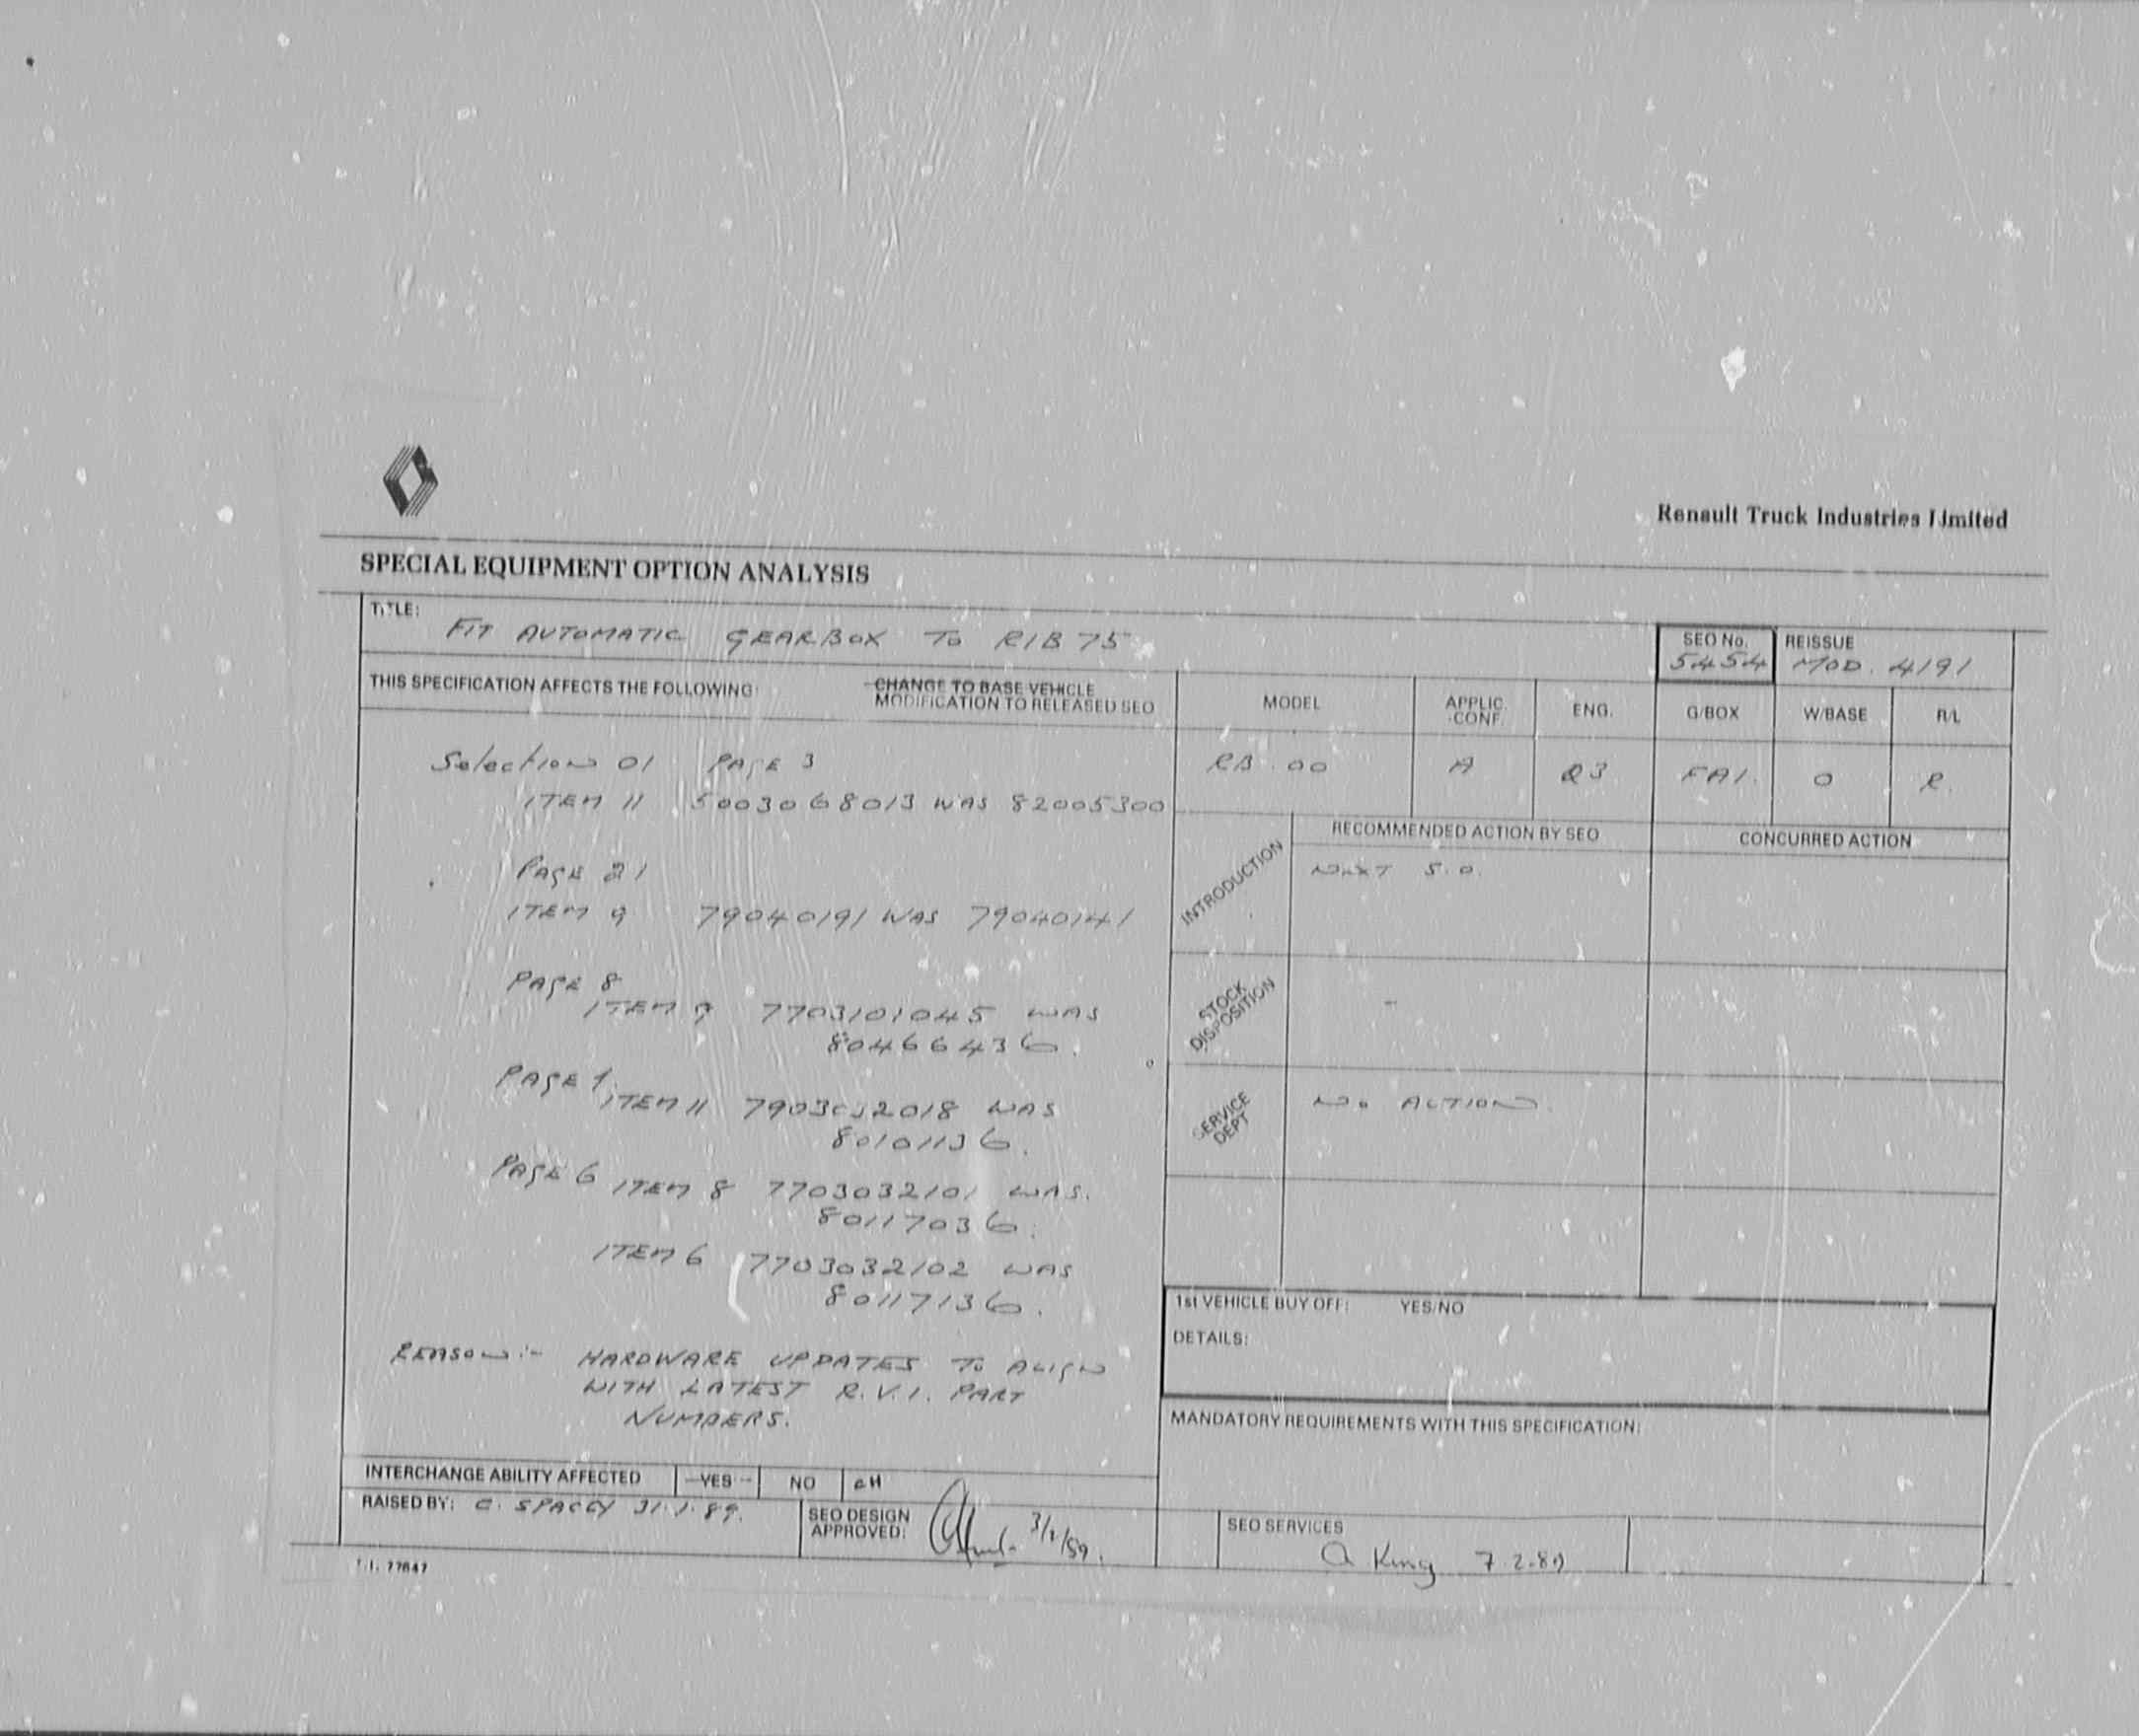 Renault Truck Industries Limited
SPECIAL EQUIPMENT OPTION ANALYSIS
TITLE:
FIT AUTOMATIC GEARBOX TO RIB 75
SEO No.
5454
REISSUE
MOD. 4191
THIS SPECIFICATION AFFECTS THE FOLLOWING:
CHANGE TO BASE VEHICLE
MODIFICATION TO RELEASED SEO
MODEL
APPLIC. CONF.
ENG.
G/BOX
W/BASE
R/L
RB.00
A
Q3
FA1.
0
R.
Selection 01 PAGE 3
ITEM 11 5003068013 WAS 82005300
PAGE 21
ITEM 9 79040191 WAS 79040141
PAGE 8
ITEM 9 7703101045 WAS
80466436.
PAGE 1.
ITEM 11 WAS
80101136.
PAGE 6 ITEM 8 7703032101 WAS.
80117036.
ITEM 6 7703032102 WAS
80117136.
REASON :- HARDWARE UPDATES TO ALIGN
WITH LATEST R.V.I. PART
NUMBERS.
RECOMMENDED ACTION BY SEO
CONCURRED ACTION
INTRODUCTION
NEXT S.O.
STOCK
DISPOSITION
-
SERVICE
DEPT
NO ACTION.
1st VEHICLE BUY OFF: YES/NO
DETAILS:
MANDATORY REQUIREMENTS WITH THIS SPECIFICATION:
INTERCHANGE ABILITY AFFECTED
YES
NO
RAISED BY: C. SPACEY 31.1.89.
SEO DESIGN
APPROVED:
SEO SERVICES
A King 7.2.89
77647